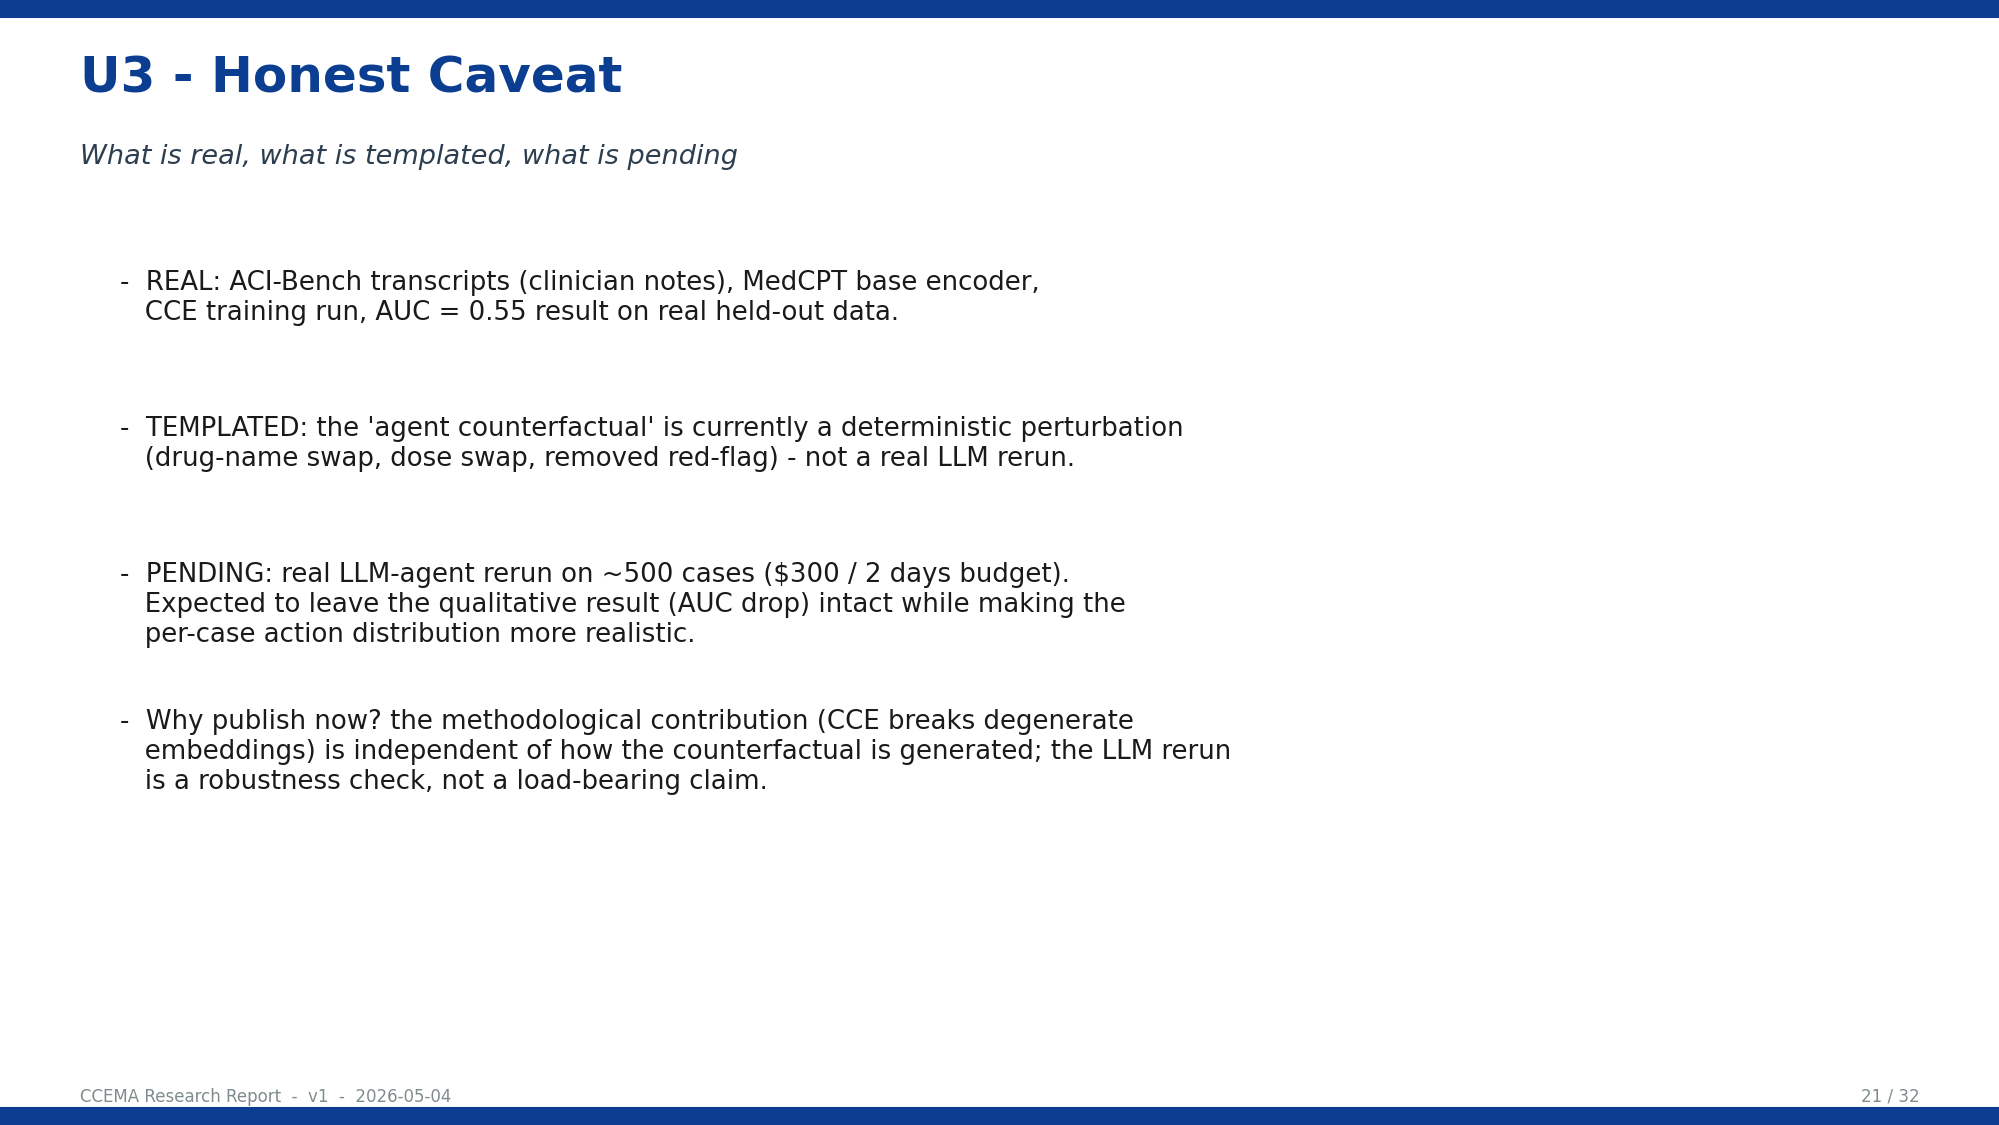 U3 - Honest Caveat
What is real, what is templated, what is pending
- REAL: ACI-Bench transcripts (clinician notes), MedCPT base encoder,
CCE training run, AUC = 0.55 result on real held-out data.
- TEMPLATED: the 'agent counterfactual' is currently a deterministic perturbation
(drug-name swap, dose swap, removed red-flag) - not a real LLM rerun.
- PENDING: real LLM-agent rerun on ~500 cases ($300 / 2 days budget).
Expected to leave the qualitative result (AUC drop) intact while making the
per-case action distribution more realistic.
- Why publish now? the methodological contribution (CCE breaks degenerate
embeddings) is independent of how the counterfactual is generated; the LLM rerun
is a robustness check, not a load-bearing claim.
CCEMA Research Report - v1 - 2026-05-04
21 / 32